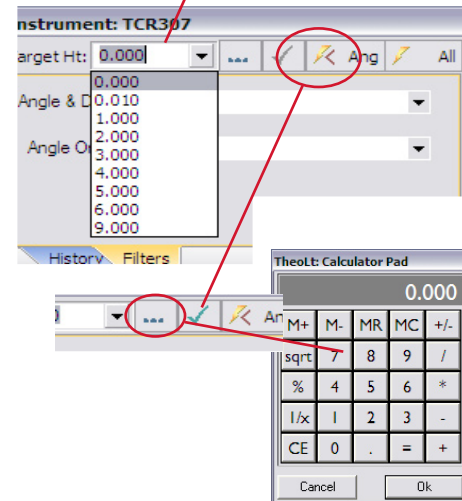 nstrument: TCR307
arget Ht: 0.000 ... Ang All
0.000
0.010
1.000
2.000
3.000
4.000
5.000
6.000
9.000
Angle & D
Angle O
History Filters
... An
TheoLt: Calculator Pad
0.000
M+ M- MR MC +/-
sqrt 7 8 9 /
% 4 5 6 *
1/x 1 2 3 -
CE 0 . = +
Cancel Ok